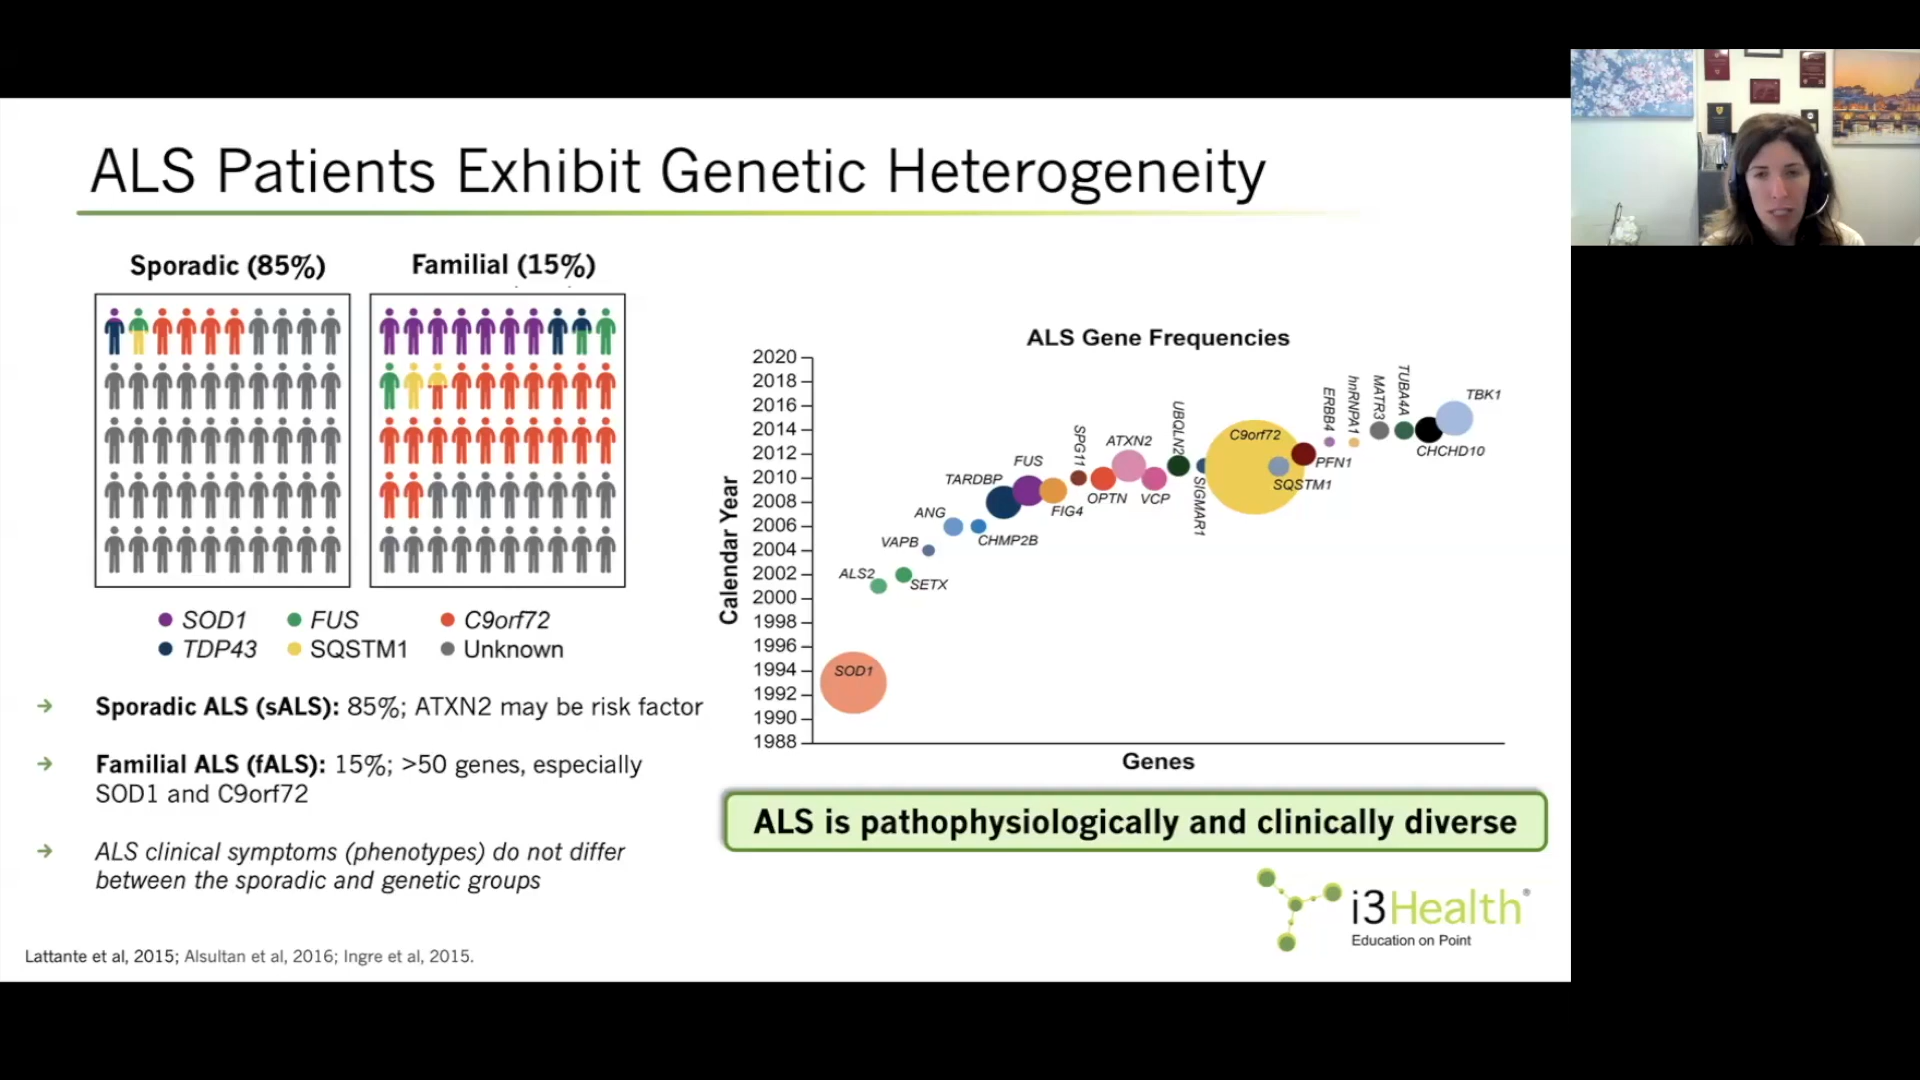 ALS Patients Exhibit Genetic Heterogeneity
Sporadic (85%)
Familial (15%)
SOD1
FUS
C9orf72
TDP43
SQSTM1
Unknown
→ Sporadic ALS (sALS): 85%; ATXN2 may be risk factor
→ Familial ALS (fALS): 15%; >50 genes, especially
SOD1 and C9orf72
→ ALS clinical symptoms (phenotypes) do not differ
between the sporadic and genetic groups
Lattante et al, 2015; Alsultan et al, 2016; Ingre et al, 2015.
ALS Gene Frequencies
Calendar Year
2020
2018
2016
2014
2012
2010
2008
2006
2004
2002
2000
1998
1996
1994
1992
1990
1988
SOD1
ALS2
SETX
VAPB
ANG
CHMP2B
TARDBP
FUS
FIG4
SPG11
OPTN
ATXN2
VCP
UBQLN2
SIGMAR1
C9orf72
SQSTM1
PFN1
ERBB4
hnRNPA1
MATR3
TUBA4A
CHCHD10
TBK1
Genes
ALS is pathophysiologically and clinically diverse
i3Health®
Education on Point